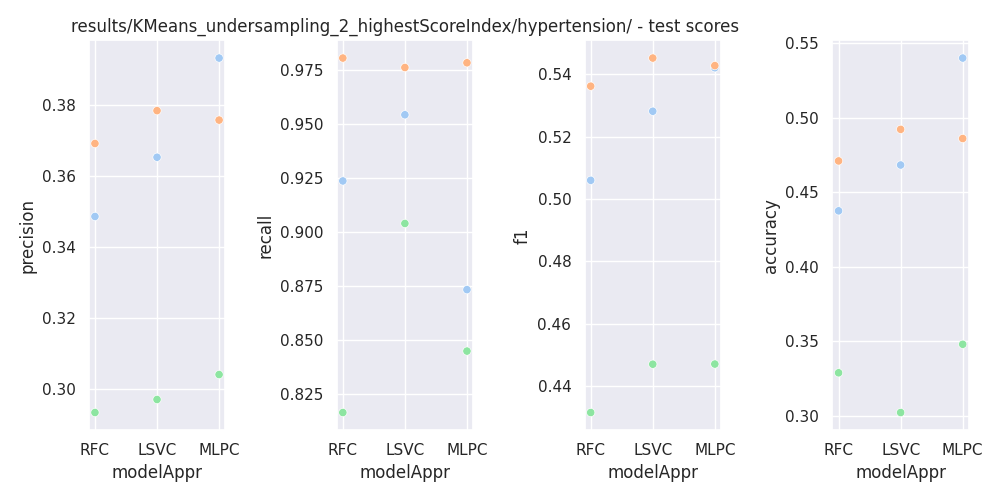 results/KMeans_undersampling_2_highestScoreIndex/hypertension/ - test scores
precision
0.38
0.36
0.34
0.32
0.30
RFC LSVC MLPC
modelAppr
recall
0.975
0.950
0.925
0.900
0.875
0.850
0.825
RFC LSVC MLPC
modelAppr
f1
0.54
0.52
0.50
0.48
0.46
0.44
RFC LSVC MLPC
modelAppr
accuracy
0.55
0.50
0.45
0.40
0.35
0.30
RFC LSVC MLPC
modelAppr